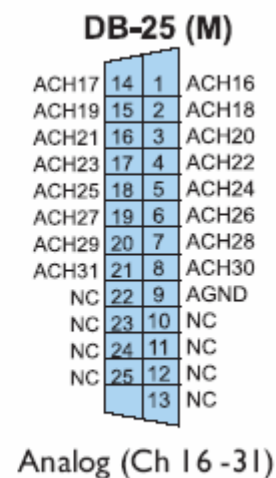 DB-25 (M)
ACH17 14 1 ACH16
ACH19 15 2 ACH18
ACH21 16 3 ACH20
ACH23 17 4 ACH22
ACH25 18 5 ACH24
ACH27 19 6 ACH26
ACH29 20 7 ACH28
ACH31 21 8 ACH30
NC 22 9 AGND
NC 23 10 NC
NC 24 11 NC
NC 25 12 NC
13 NC
Analog (Ch 16 -31)